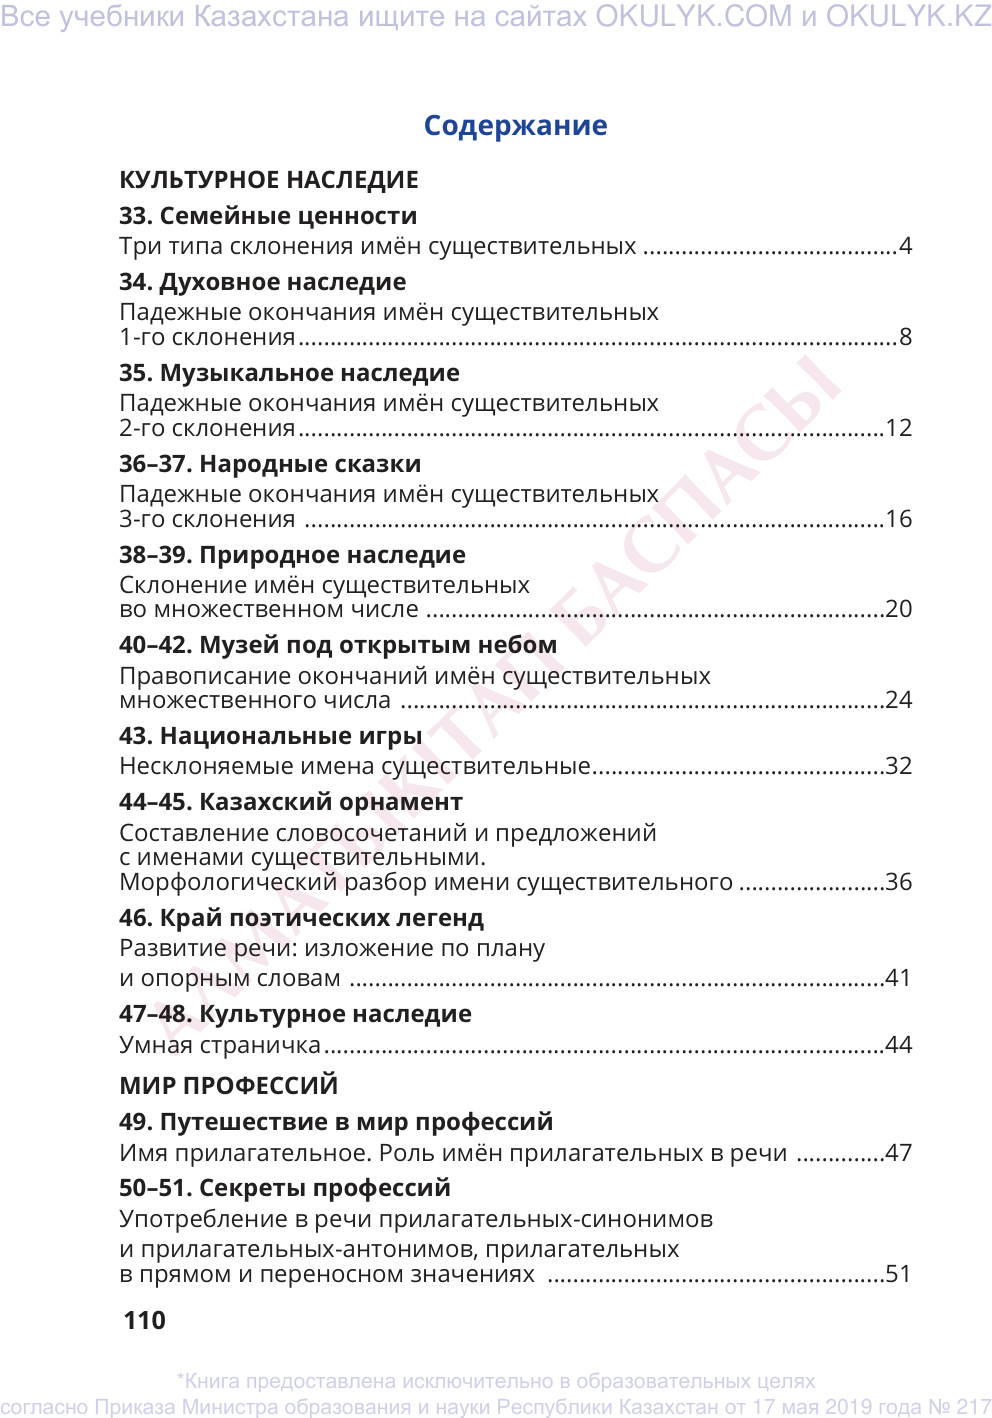 Все учебники Казахстана ищите на сайтах OKULYK.COM и OKULYK.KZ
Содержание
КУЛЬТУРНОЕ НАСЛЕДИЕ
33. Семейные ценности
Три типа склонения имён существительных ........................................4
34. Духовное наследие
Падежные окончания имён существительных
1-го склонения..............................................................................................8
35. Музыкальное наследие
Падежные окончания имён существительных
2-го склонения............................................................................................12
36–37. Народные сказки
Падежные окончания имён существительных
3-го склонения ...........................................................................................16
38–39. Природное наследие
Склонение имён существительных
во множественном числе ........................................................................20
40–42. Музей под открытым небом
Правописание окончаний имён существительных
множественного числа ............................................................................24
43. Национальные игры
Несклоняемые имена существительные..............................................32
44–45. Казахский орнамент
Составление словосочетаний и предложений
с именами существительными.
Морфологический разбор имени существительного .......................36
46. Край поэтических легенд
Развитие речи: изложение по плану
и опорным словам ....................................................................................41
47–48. Культурное наследие
Умная страничка........................................................................................44
МИР ПРОФЕССИЙ
49. Путешествие в мир профессий
Имя прилагательное. Роль имён прилагательных в речи ..............47
50–51. Секреты профессий
Употребление в речи прилагательных-синонимов
и прилагательных-антонимов, прилагательных
в прямом и переносном значениях .....................................................51
110
АЛМАТЫКІТАП БАСПАСЫ
*Книга предоставлена исключительно в образовательных целях
согласно Приказа Министра образования и науки Республики Казахстан от 17 мая 2019 года № 217